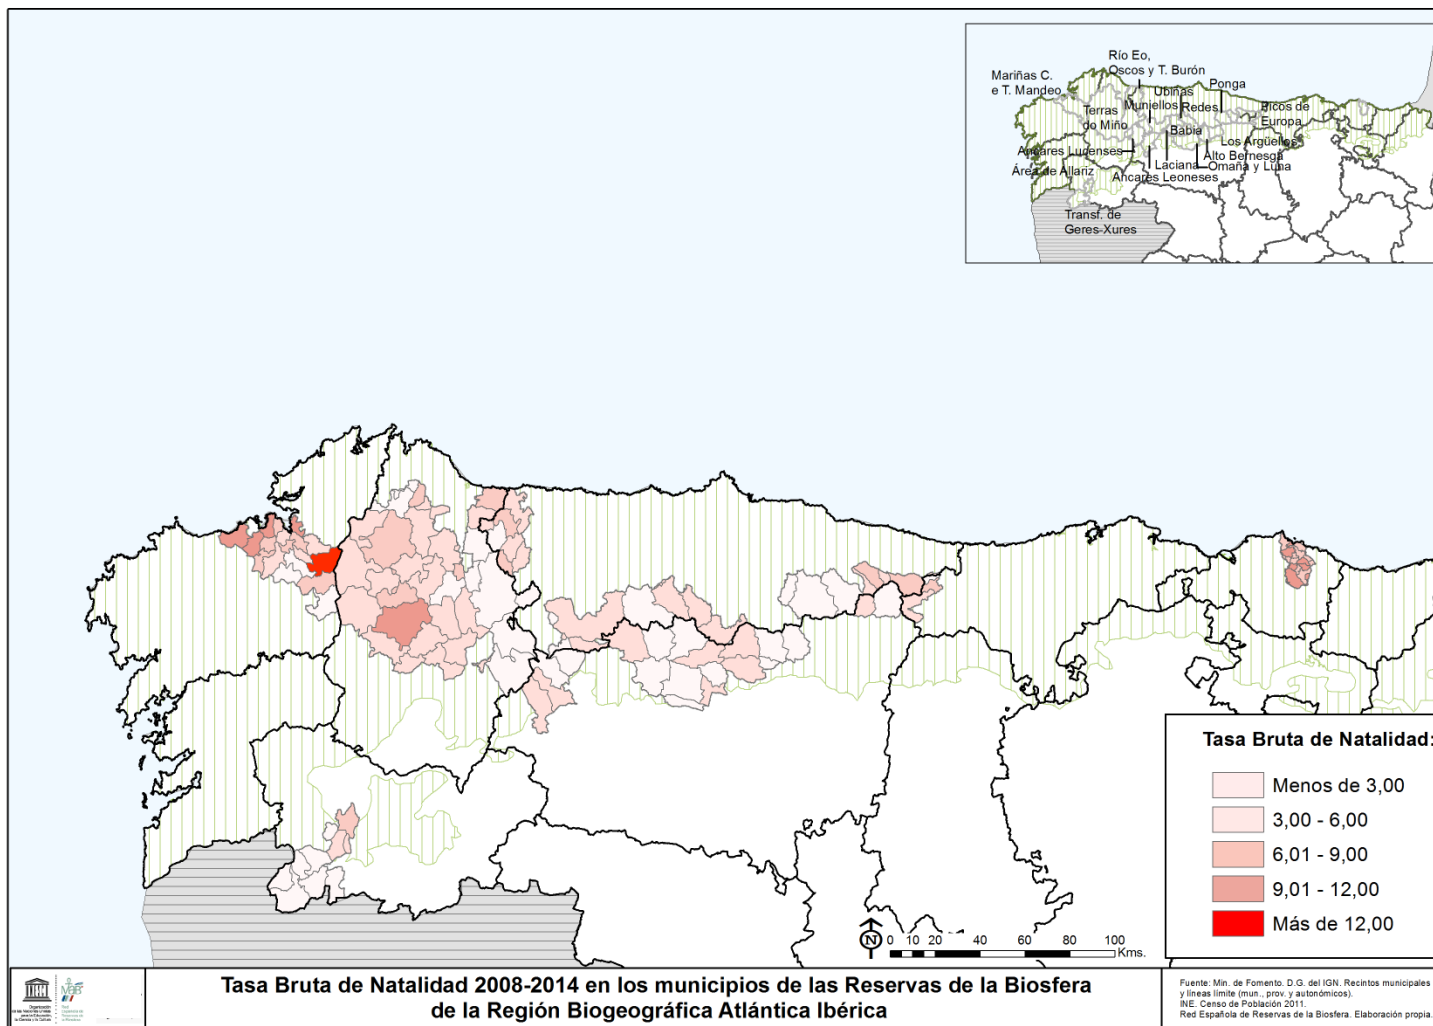 Río Eo,
Oscos y T. Burón
Mariñas C.
e T. Mandeo
Ubiñas
Ponga
Terras
do Miño
Muniellos
Redes
Picos de
Europa
Babia
Ancares Lucenses
Los Argüellos
Alto Bernesga
Laciana
Omaña y Luna
Área de Allariz
Ancares Leoneses
Transf. de
Geres-Xures
Tasa Bruta de Natalidad:
Menos de 3,00
3,00 - 6,00
6,01 - 9,00
9,01 - 12,00
Más de 12,00
N
0 10 20 40 60 80 100
Kms.
Tasa Bruta de Natalidad 2008-2014 en los municipios de las Reservas de la Biosfera
de la Región Biogeográfica Atlántica Ibérica
Fuente: Min. de Fomento. D.G. del IGN. Recintos municipales
y líneas límite (mun., prov. y autonómicos).
INE. Censo de Población 2011.
Red Española de Reservas de la Biosfera. Elaboración propia.